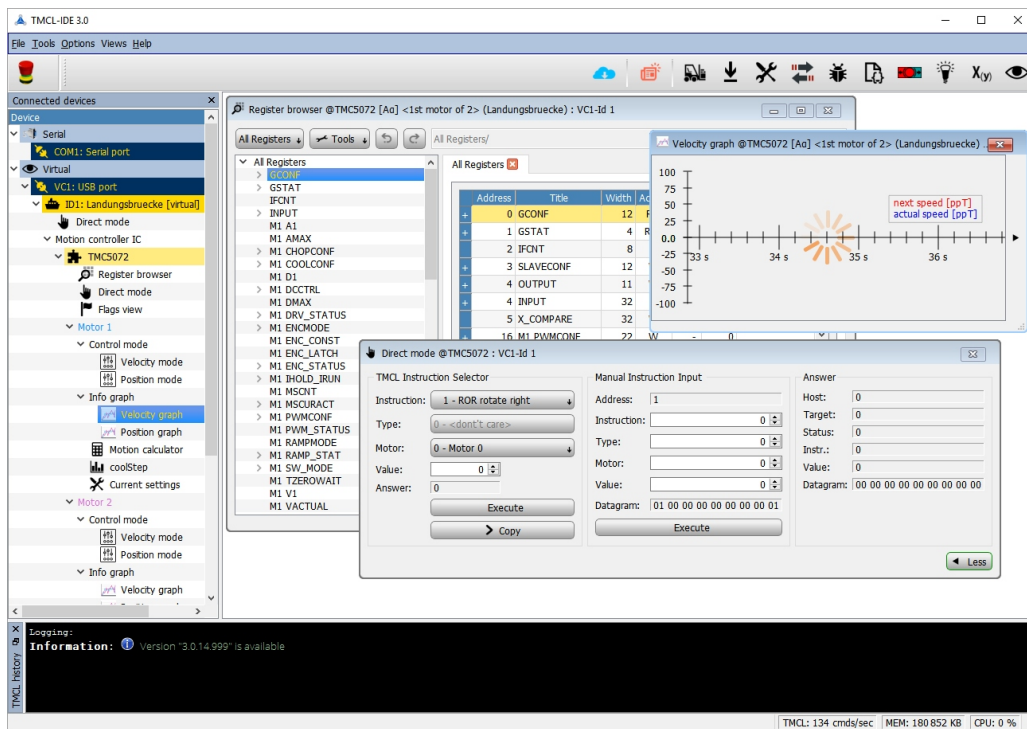 TMCL-IDE 3.0
File Tools Options Views Help
X(y)
Connected devices
Device
Serial
COM1: Serial port
Virtual
VC1: USB port
ID1: Landungsbruecke [virtual]
Direct mode
Motion controller IC
TMC5072
Register browser
Direct mode
Flags view
Motor 1
Control mode
Velocity mode
Position mode
Info graph
Velocity graph
Position graph
Motion calculator
coolStep
Current settings
Motor 2
Control mode
Velocity mode
Position mode
Info graph
Velocity graph
Register browser @TMC5072 [Aq] <1st motor of 2> (Landungsbruecke) : VC1-Id 1
All Registers Tools All Registers/
All Registers
GCONF
GSTAT
IFCNT
INPUT
M1 A1
M1 AMAX
M1 CHOPCONF
M1 COOLCONF
M1 D1
M1 DCCTRL
M1 DMAX
M1 DRV_STATUS
M1 ENCMODE
M1 ENC_CONST
M1 ENC_LATCH
M1 ENC_STATUS
M1 IHOLD_IRUN
M1 MSCNT
M1 MSCURACT
M1 PWMCONF
M1 PWM_STATUS
M1 RAMPMODE
M1 RAMP_STAT
M1 SW_MODE
M1 TZEROWAIT
M1 V1
M1 VACTUAL
All Registers
Address Title Width
+ 0 GCONF 12
+ 1 GSTAT 4 R
2 IFCNT 8
+ 3 SLAVECONF 12
+ 4 OUTPUT 11
+ 4 INPUT 32
5 X_COMPARE 32
+ 16 M1 PWMCONF 22 W - 0
Velocity graph @TMC5072 [Aq] <1st motor of 2> (Landungsbruecke)
100
75
50
25
0.0
-25
-50
-75
-100
33 s 34 s 35 s 36 s
next speed [ppT]
actual speed [ppT]
Direct mode @TMC5072 : VC1-Id 1
TMCL Instruction Selector
Instruction: 1 - ROR rotate right
Type: 0 - <dont't care>
Motor: 0 - Motor 0
Value: 0
Answer: 0
Execute
Copy
Manual Instruction Input
Address: 1
Instruction: 0
Type: 0
Motor: 0
Value: 0
Datagram: 01 00 00 00 00 00 00 00 01
Execute
Answer
Host: 0
Target: 0
Status: 0
Instr.: 0
Value: 0
Datagram: 00 00 00 00 00 00 00 00 00
Less
TMCL history
Logging:
Information: Version "3.0.14.999" is available
TMCL: 134 cmds/sec MEM: 180 852 KB CPU: 0 %